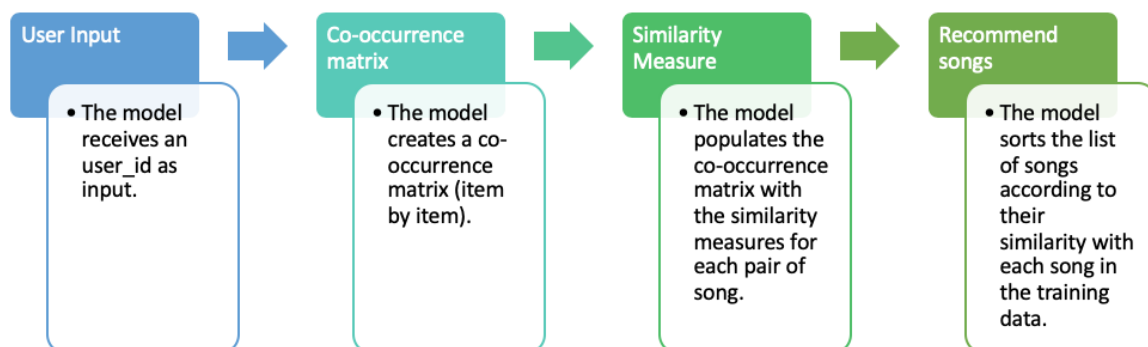 User Input
• The model
receives an
user_id as
input.
Co-occurrence
matrix
• The model
creates a co-
occurrence
matrix (item
by item).
Similarity
Measure
• The model
populates the
co-occurrence
matrix with
the similarity
measures for
each pair of
song.
Recommend
songs
• The model
sorts the list
of songs
according to
their
similarity with
each song in
the training
data.